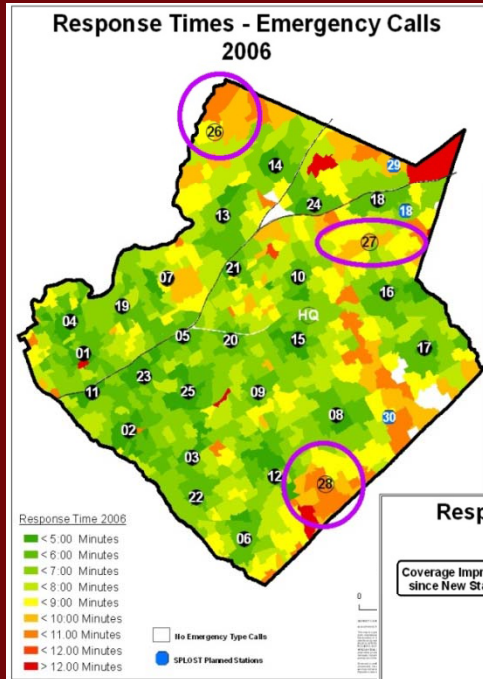 Response Times - Emergency Calls
2006
26
14
29
24
18
18
13
27
21
10
07
16
19
04
HQ
05
20
15
17
01
23
11
25
09
08
30
02
03
12
28
22
06
Response Time 2006
< 5:00 Minutes
< 6:00 Minutes
< 7:00 Minutes
< 8:00 Minutes
< 9:00 Minutes
< 10:00 Minutes
< 11:00 Minutes
< 12:00 Minutes
> 12:00 Minutes
No Emergency Type Calls
SPLOST Planned Stations
0
Resp
Coverage Impr
since New Sta